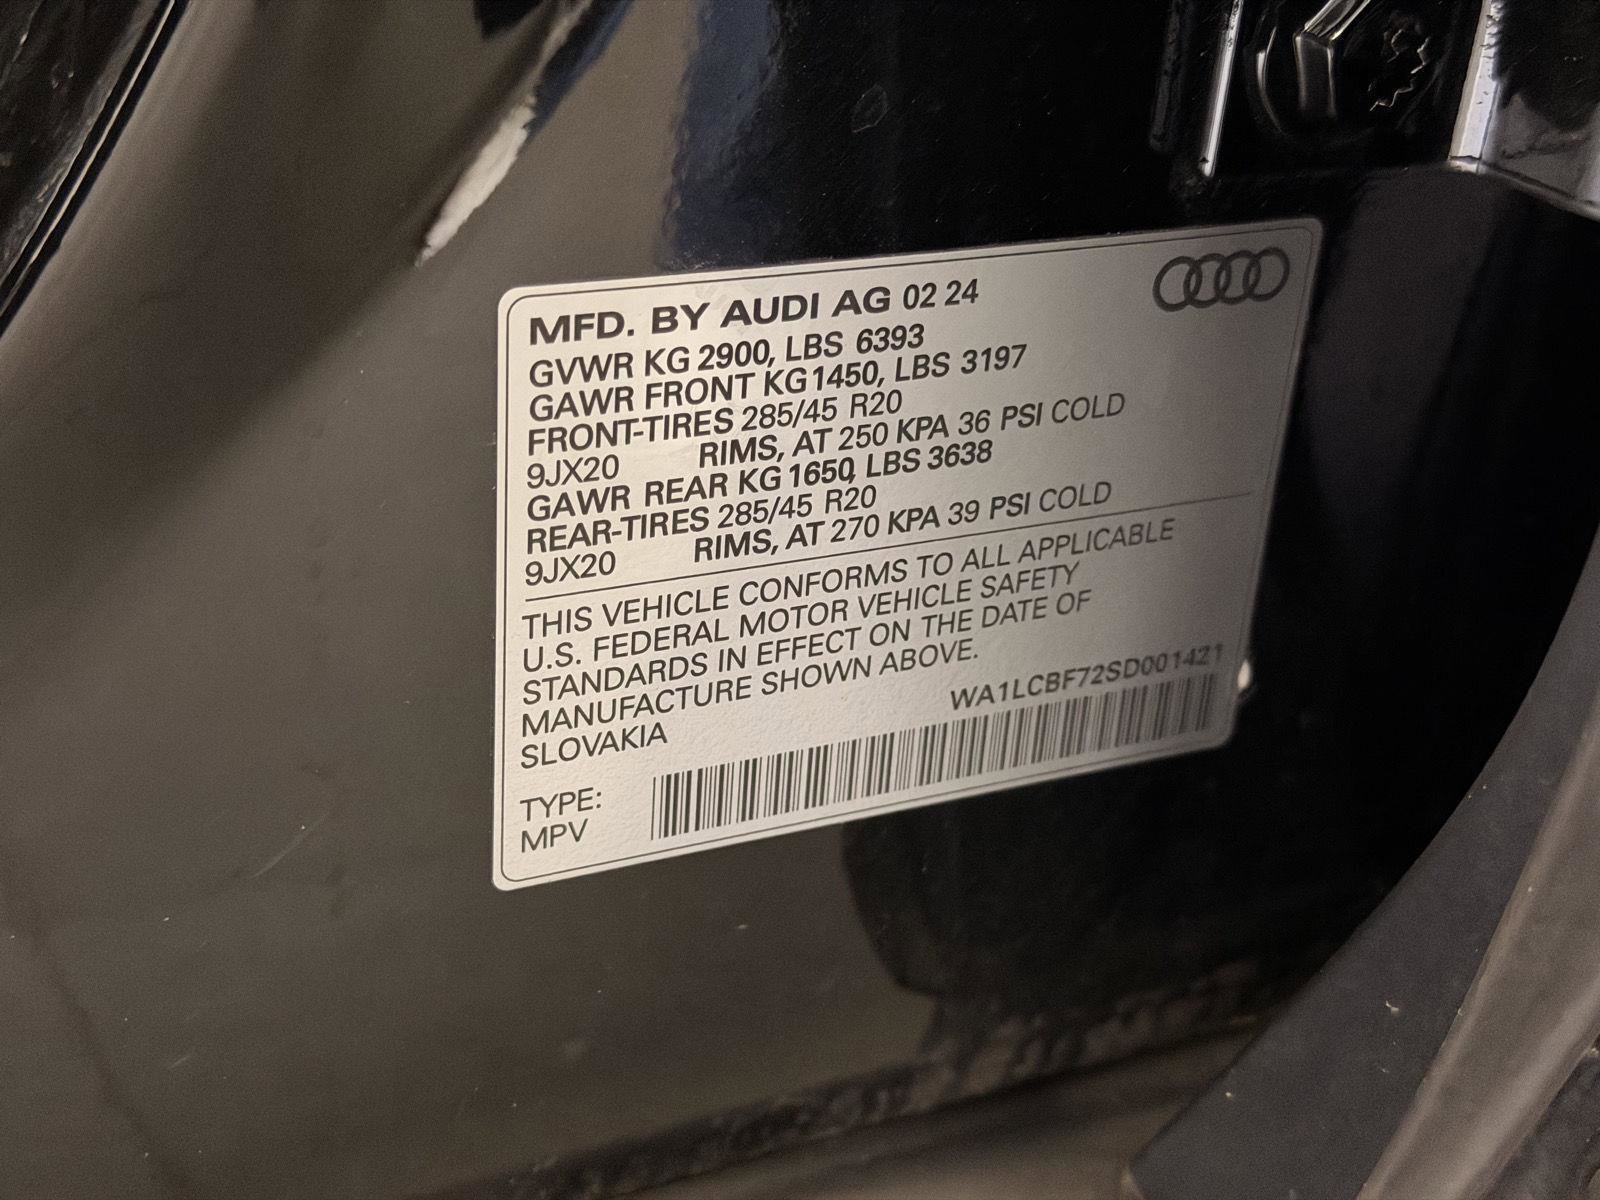 MFD. BY AUDI AG 02 24
GVWR KG 2900, LBS 6393
GAWR FRONT KG 1450, LBS 3197
FRONT-TIRES 285/45 R20
9JX20 RIMS, AT 250 KPA 36 PSI COLD
GAWR REAR KG 1650, LBS 3638
REAR-TIRES 285/45 R20
9JX20 RIMS, AT 270 KPA 39 PSI COLD
THIS VEHICLE CONFORMS TO ALL APPLICABLE
U.S. FEDERAL MOTOR VEHICLE SAFETY
STANDARDS IN EFFECT ON THE DATE OF
MANUFACTURE SHOWN ABOVE.
SLOVAKIA
WA1LCBF72SD001421
TYPE:
MPV